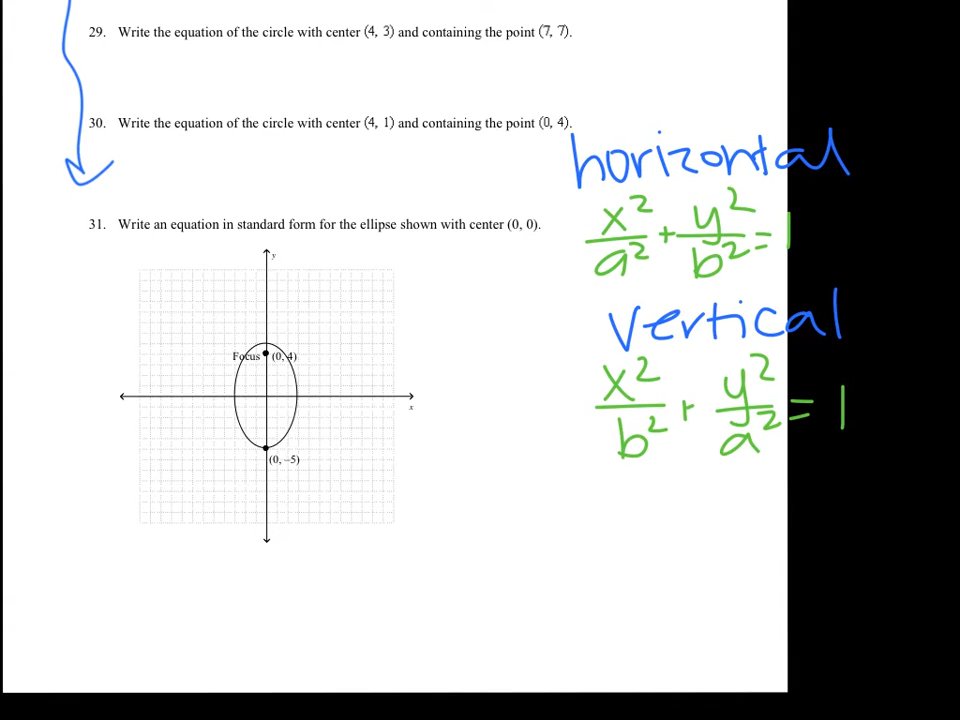 29. Write the equation of the circle with center (4, 3) and containing the point (7, 7).
30. Write the equation of the circle with center (4, 1) and containing the point (0, 4).
horizontal
x²/a² + y²/b² = 1
31. Write an equation in standard form for the ellipse shown with center (0, 0).
vertical
x²/b² + y²/a² = 1
y
Focus (0, 4)
x
(0, –5)